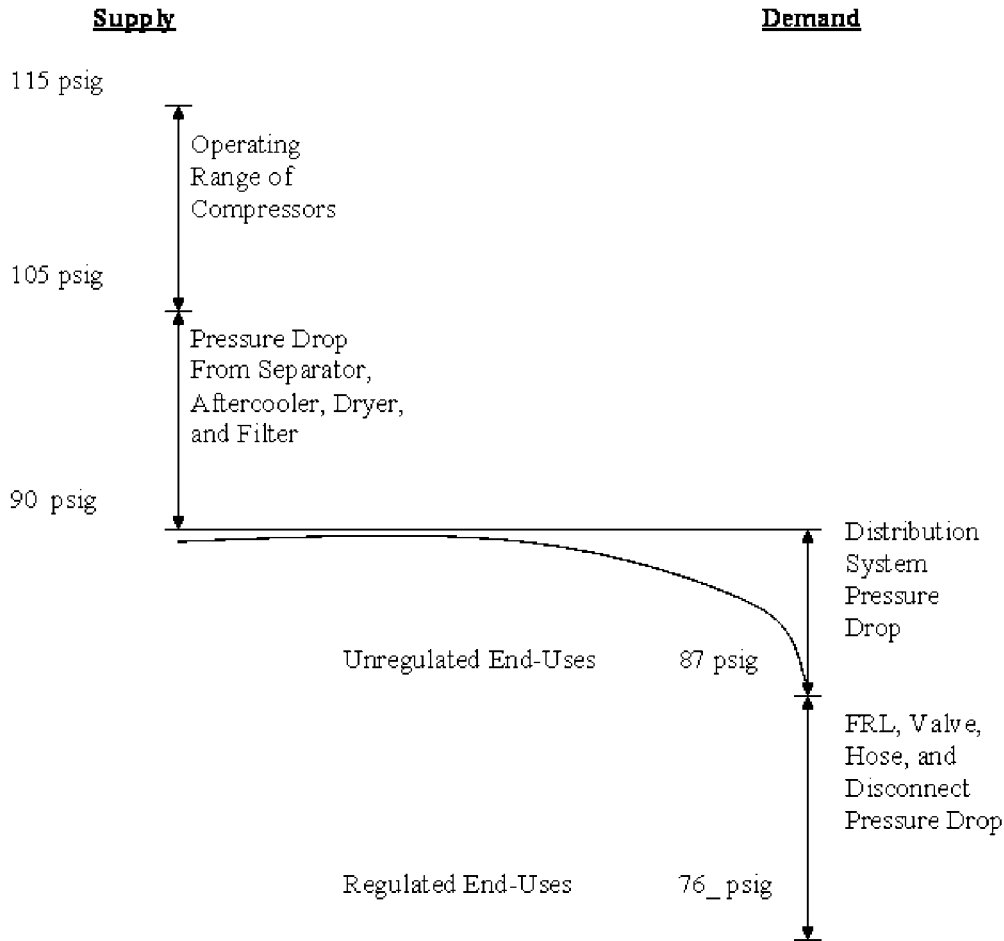 Supply
Demand
115 psig
Operating
Range of
Compressors
105 psig
Pressure Drop
From Separator,
Aftercooler, Dryer,
and Filter
90 psig
Distribution
System
Pressure
Drop
Unregulated End-Uses 87 psig
FRL, Valve,
Hose, and
Disconnect
Pressure Drop
Regulated End-Uses 76_ psig